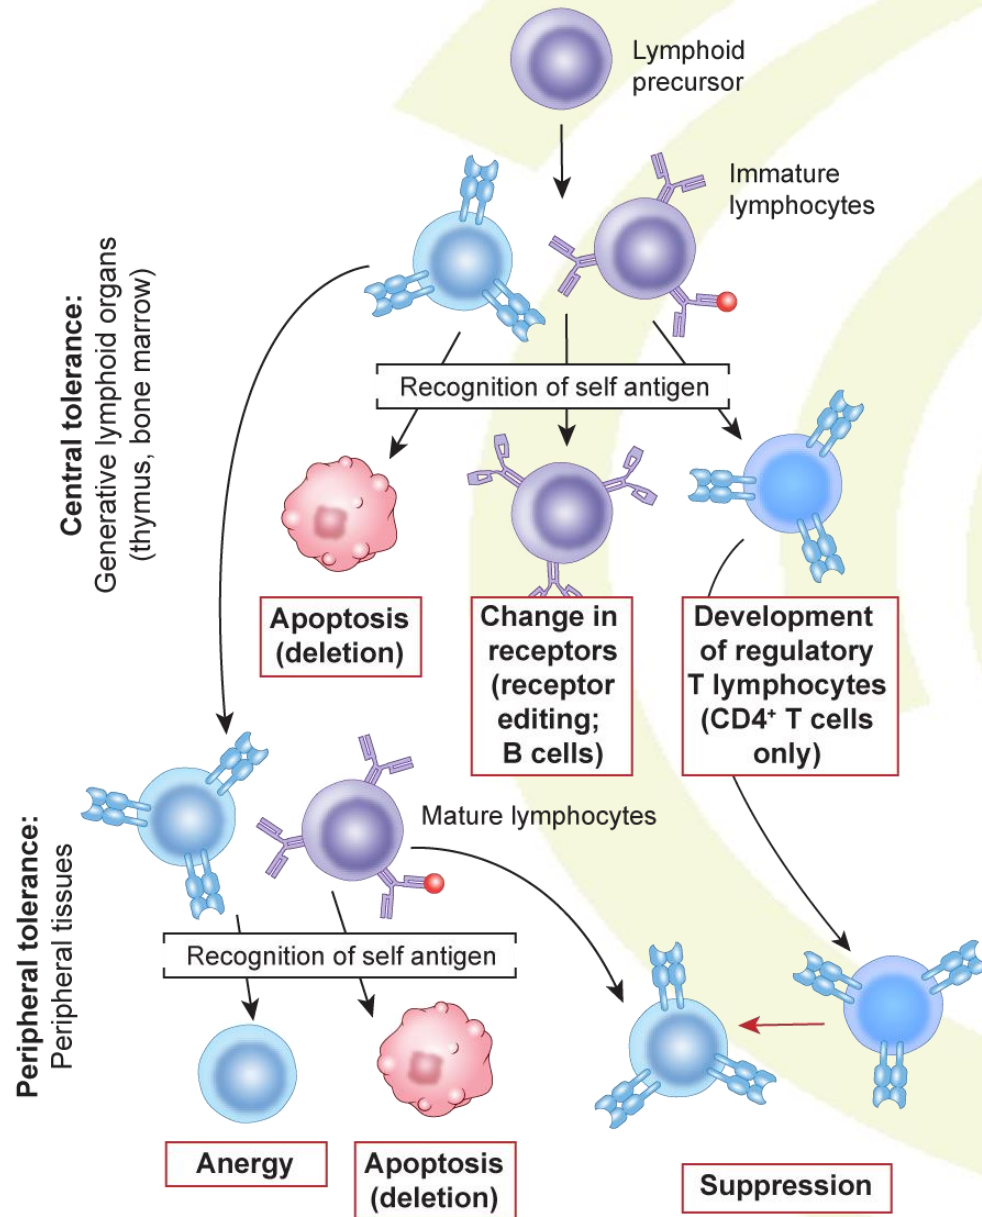 Lymphoid
precursor
Immature
lymphocytes
Central tolerance:
Generative lymphoid organs
(thymus, bone marrow)
Recognition of self antigen
Apoptosis
(deletion)
Change in
receptors
(receptor
editing;
B cells)
Development
of regulatory
T lymphocytes
(CD4⁺ T cells
only)
Peripheral tolerance:
Peripheral tissues
Mature lymphocytes
Recognition of self antigen
Anergy
Apoptosis
(deletion)
Suppression